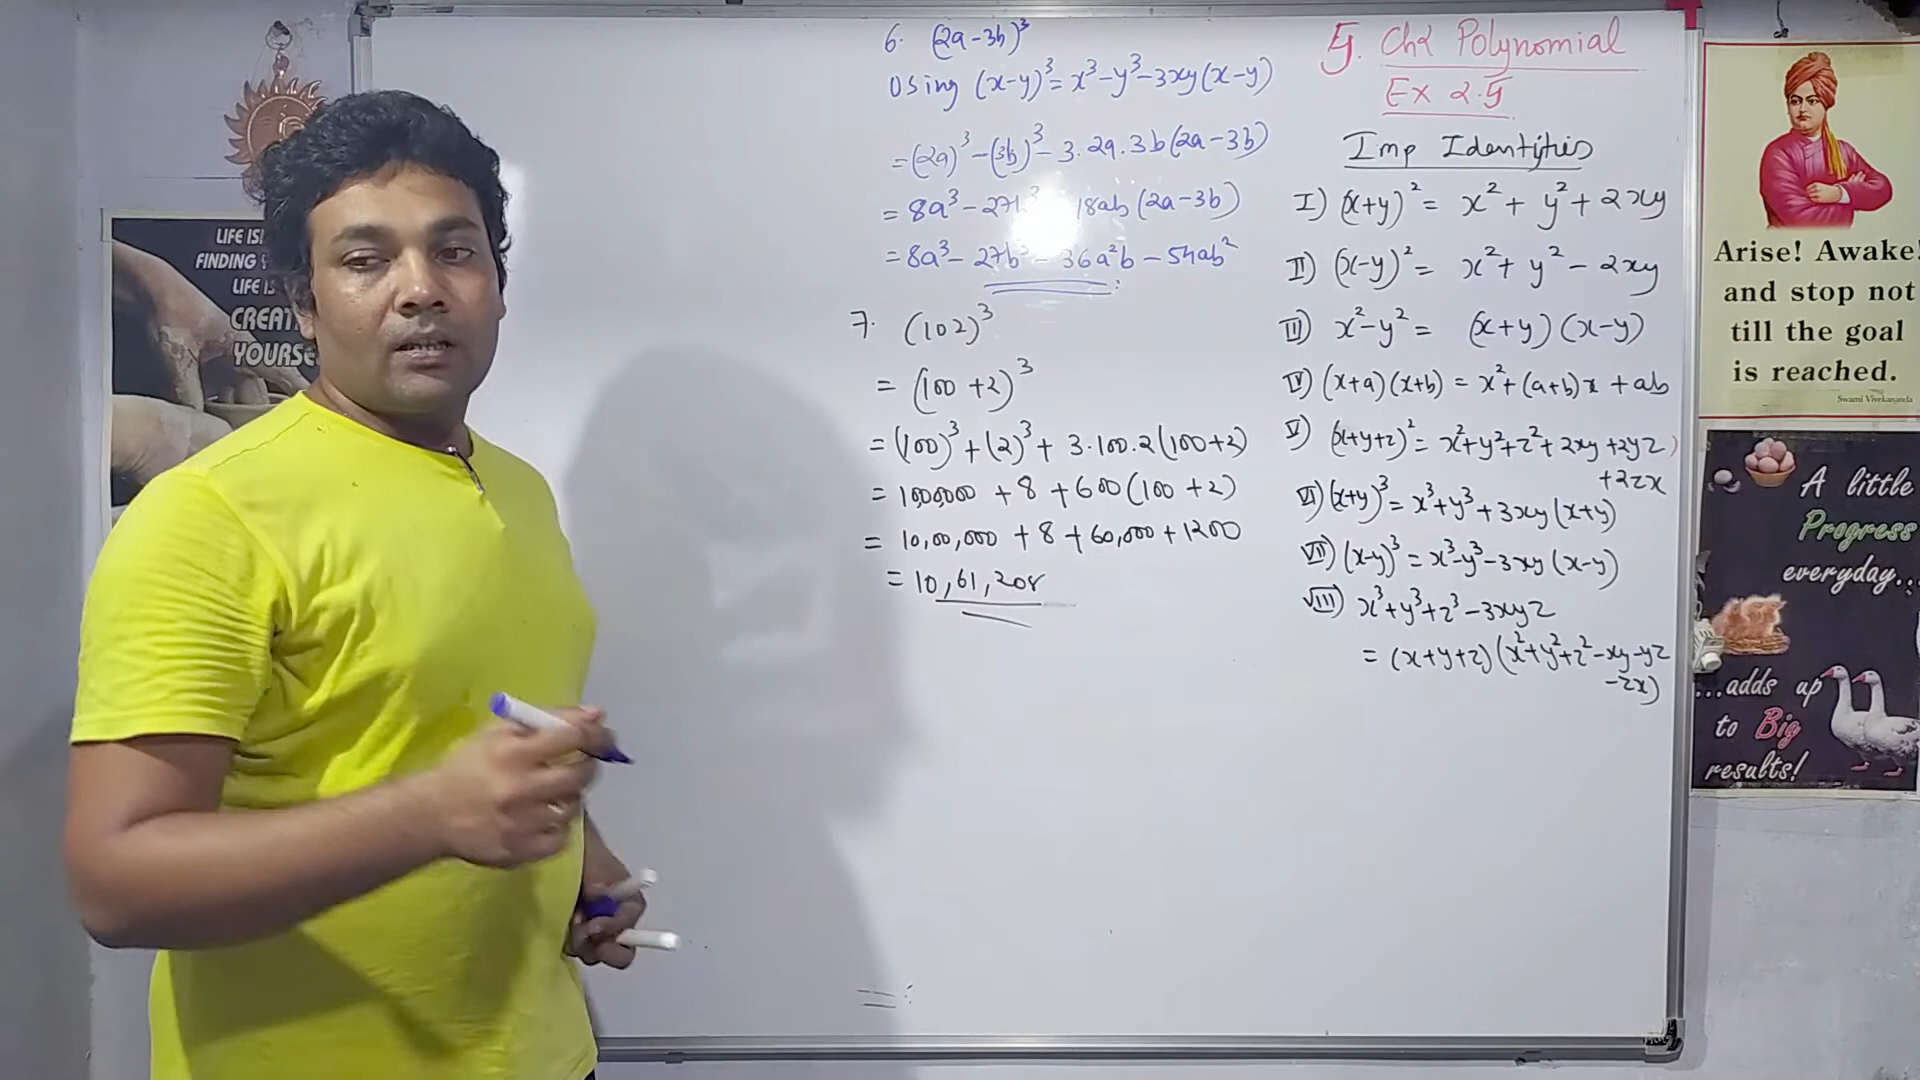 6. (2a-3b)³
Using (x-y)³= x³-y³-3xy(x-y)
=(2a)³-(3b)³-3.2a.3b(2a-3b)
= 8a³-27b³ 18ab(2a-3b)
= 8a³- 27b³- 36a²b - 54ab²
7. (102)³
= (100+2)³
= (100)³+(2)³+ 3.100.2(100+2)
= 1000000 + 8 + 600(100+2)
= 10,00,000 + 8 + 60,000 + 1200
= 10,61,208
Ch2 Polynomial
Ex 2.5
Imp Identities
I) (x+y)² = x² + y² + 2xy
II) (x-y)² = x² + y² - 2xy
III) x²-y² = (x+y)(x-y)
IV) (x+a)(x+b) = x²+(a+b)x + ab
V) (x+y+z)² = x²+y²+z²+2xy+2yz
+2zx
VI) (x+y)³ = x³+y³+3xy(x+y)
VII) (x-y)³ = x³-y³-3xy(x-y)
VIII) x³+y³+z³-3xyz
= (x+y+z)(x²+y²+z²-xy-yz
-zx)
LIFE
FINDING
LIFE
YOURSE
Arise! Awake!
and stop not
till the goal
is reached.
Swami Vivekananda
A little
Progress
everyday..
...adds up
to Big
results!